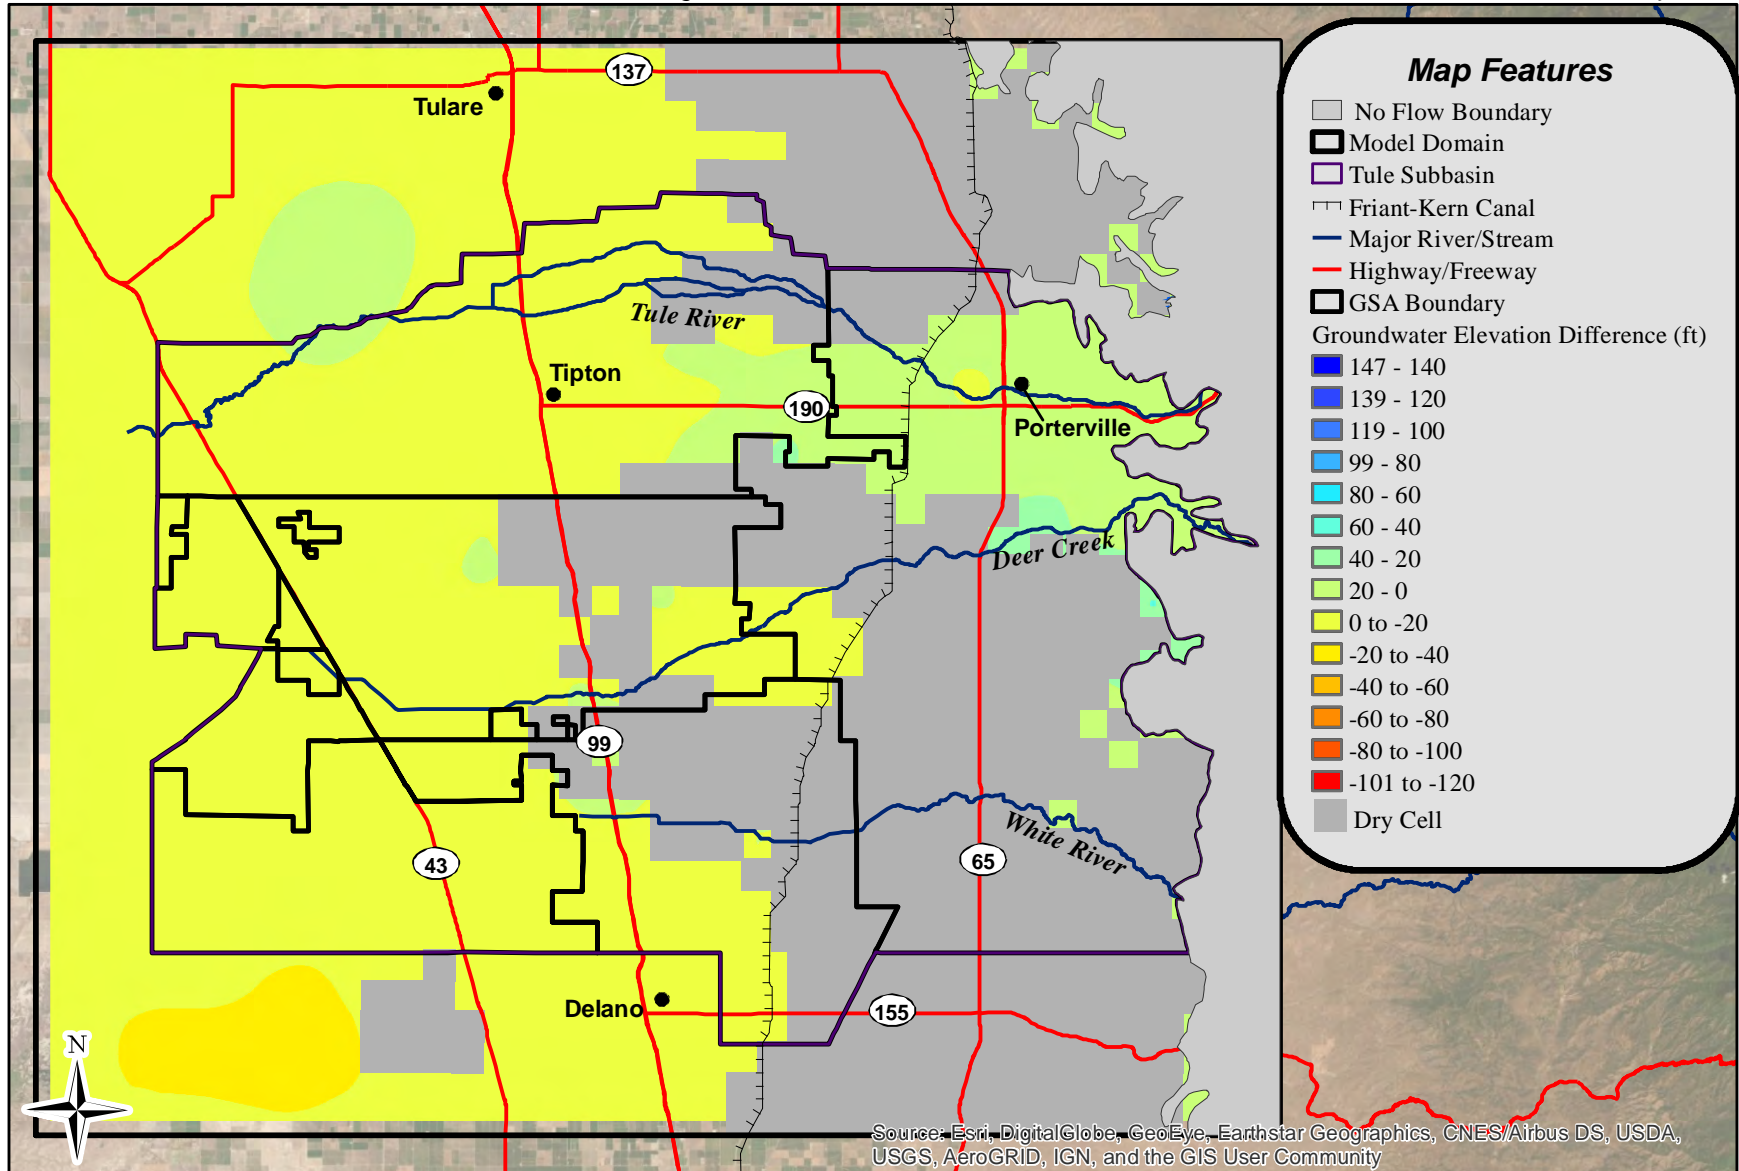 137
Tulare
Tule River
Tipton
190
Porterville
Deer Creek
99
43
White River
65
Delano
155
N
Map Features
No Flow Boundary
Model Domain
Tule Subbasin
Friant-Kern Canal
Major River/Stream
Highway/Freeway
GSA Boundary
Groundwater Elevation Difference (ft)
147 - 140
139 - 120
119 - 100
99 - 80
80 - 60
60 - 40
40 - 20
20 - 0
0 to -20
-20 to -40
-40 to -60
-60 to -80
-80 to -100
-101 to -120
Dry Cell
Source: Esri, DigitalGlobe, GeoEye, Earthstar Geographics, CNES/Airbus DS, USDA,
USGS, AeroGRID, IGN, and the GIS User Community